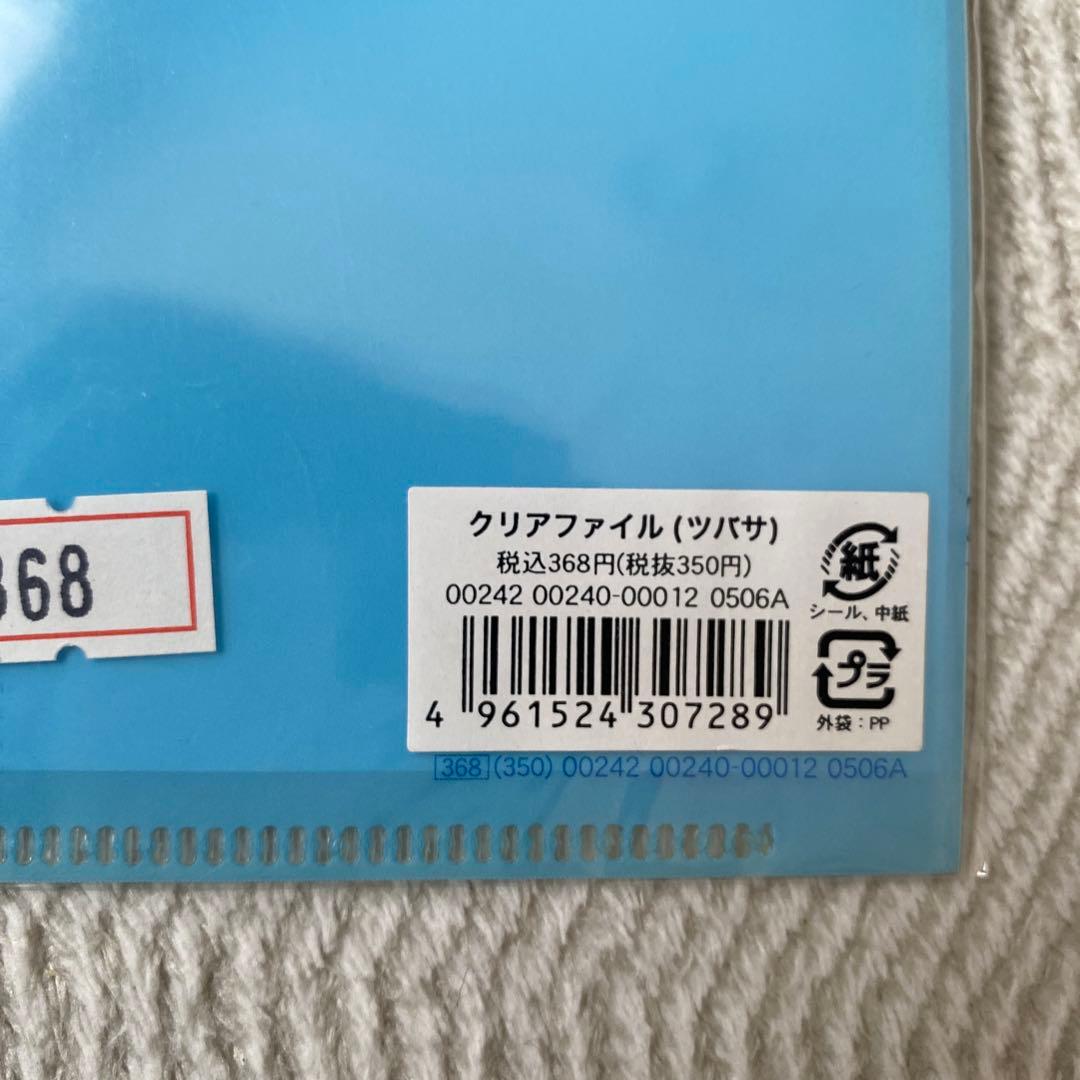 368
クリアファイル (ツバサ)
税込368円(税抜350円)
00242 00240-00012 0506A
4 961524 307289
紙
シール、中紙
プラ
外袋：PP
368 (350) 00242 00240-00012 0506A